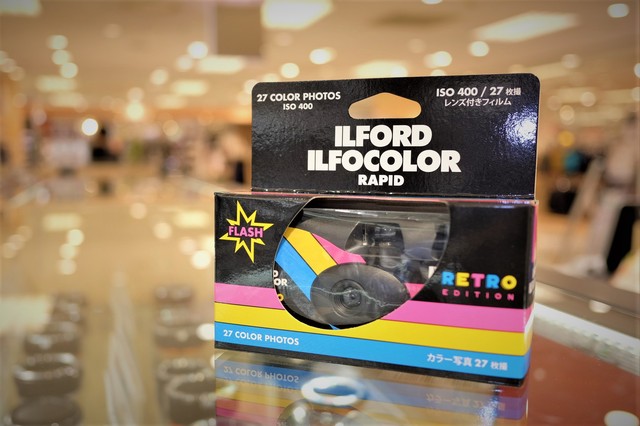 27 COLOR PHOTOS
ISO 400
ISO 400 / 27 枚撮
レンズ付きフィルム
ILFORD
ILFOCOLOR
RAPID
FLASH
RETRO
EDITION
27 COLOR PHOTOS
カラー写真 27 枚撮